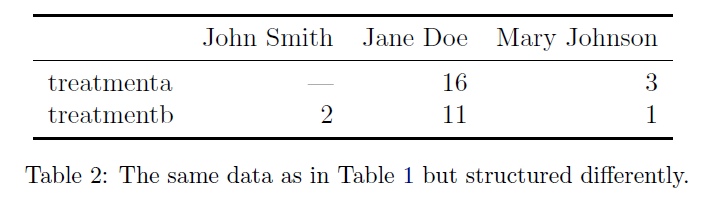 John Smith Jane Doe Mary Johnson
treatmenta — 16 3
treatmentb 2 11 1
Table 2: The same data as in Table 1 but structured differently.